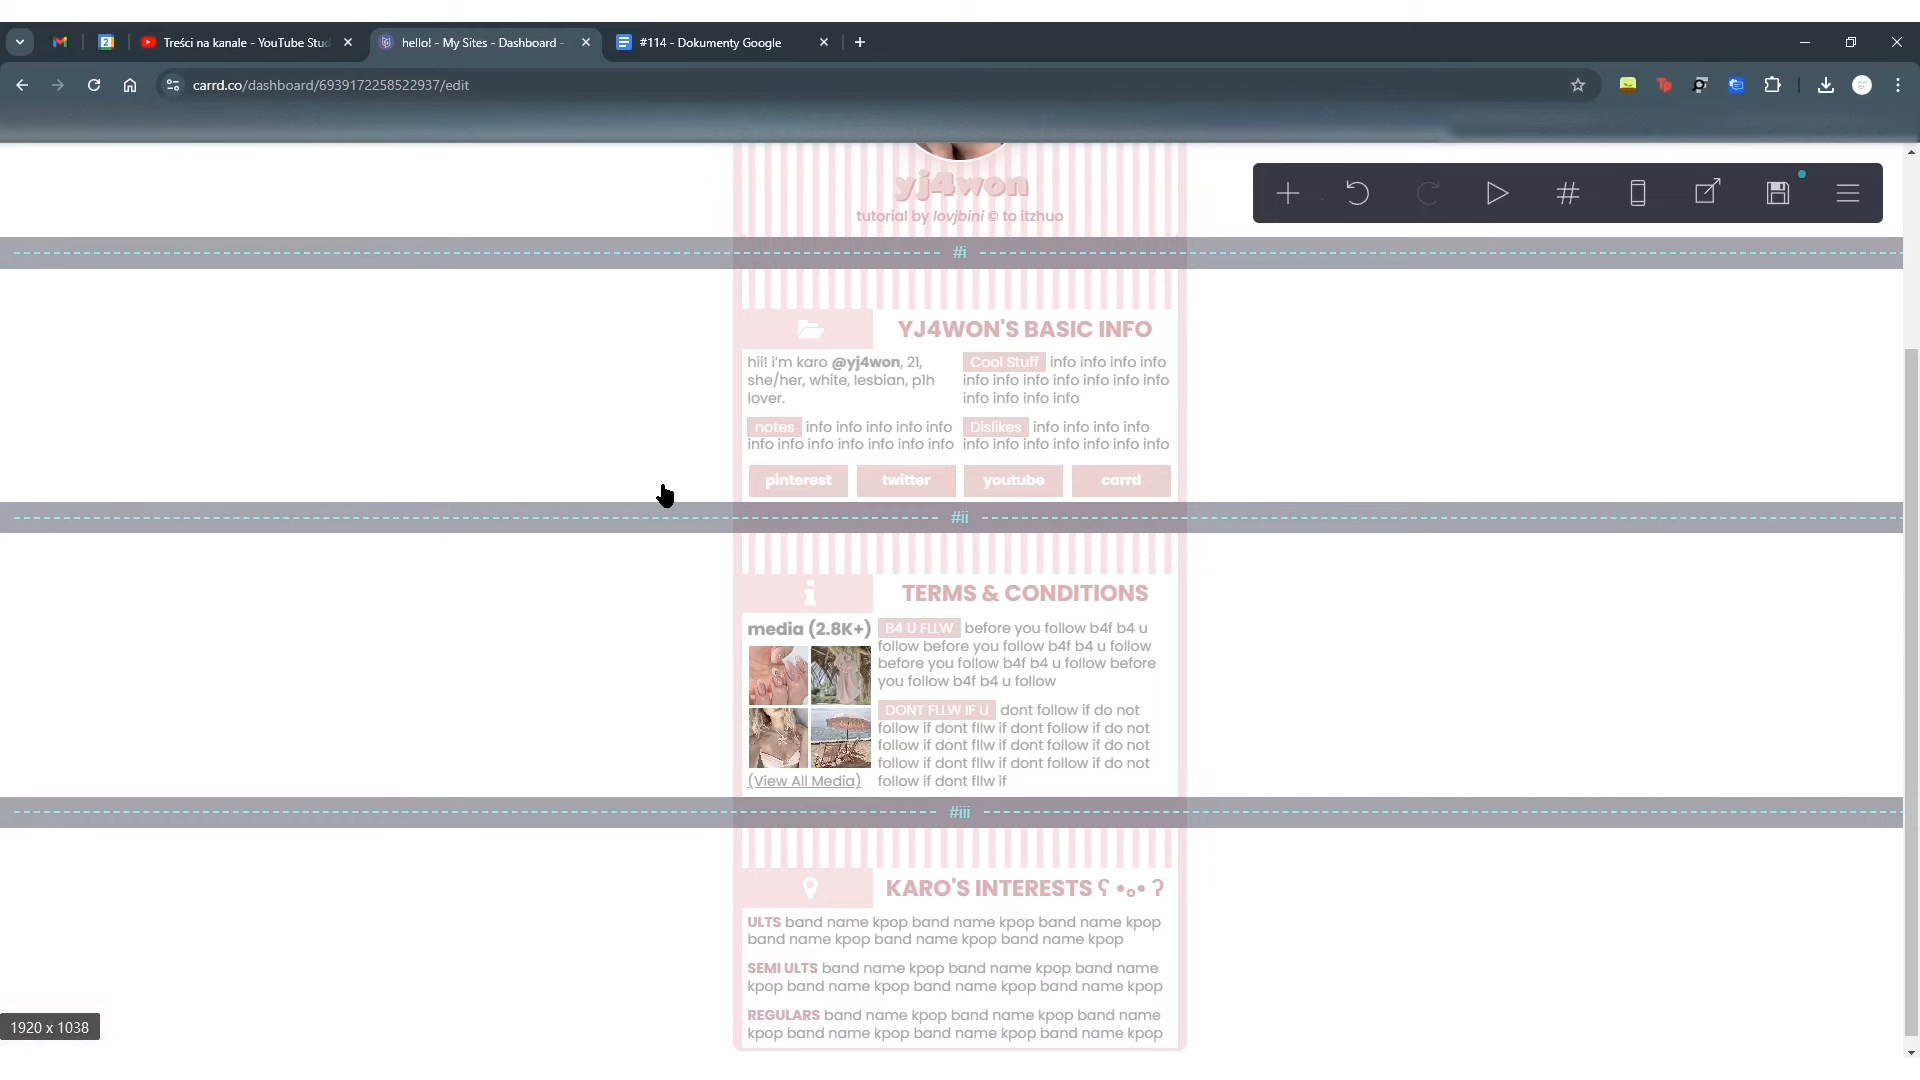 Treści na kanale - YouTube Stud
hello! - My Sites - Dashboard -
#114 - Dokumenty Google
carrd.co/dashboard/6939172258522937/edit
yj4won
tutorial by lovjbini © to itzhuo
#i
YJ4WON'S BASIC INFO
hii! i'm karo @yj4won, 21,
she/her, white, lesbian, p1h
lover.
Cool Stuff info info info info
info info info info info info info
info info info info
notes info info info info info
info info info info info info info
Dislikes info info info info
info info info info info info info
pinterest
twitter
youtube
carrd
#ii
TERMS & CONDITIONS
media (2.8K+)
(View All Media)
B4 U FLLW before you follow b4f b4 u
follow before you follow b4f b4 u follow
before you follow b4f b4 u follow before
you follow b4f b4 u follow
DONT FLLW IF U dont follow if do not
follow if dont fllw if dont follow if do not
follow if dont fllw if dont follow if do not
follow if dont fllw if dont follow if do not
follow if dont fllw if
#iii
KARO'S INTERESTS ʕ •ₒ• ʔ
ULTS band name kpop band name kpop band name kpop
band name kpop band name kpop band name kpop
SEMI ULTS band name kpop band name kpop band name
kpop band name kpop band name kpop band name kpop
REGULARS band name kpop band name kpop band name
kpop band name kpop band name kpop band name kpop
1920 x 1038